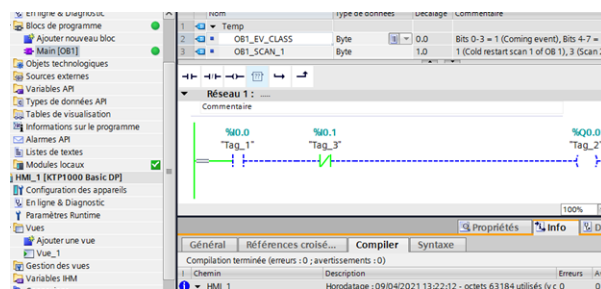 En ligne & Diagnostic
Blocs de programme
Ajouter nouveau bloc
Main [OB1]
Objets technologiques
Sources externes
Variables API
Types de données API
Tables de visualisation
Informations sur le programme
Alarmes API
Listes de textes
Modules locaux
HMI_1 [KTP1000 Basic DP]
Configuration des appareils
En ligne & Diagnostic
Paramètres Runtime
Vues
Ajouter une vue
Vue_1
Gestion des vues
Variables IHM
Nom Type de données Décalage Commentaire
1 Temp
2 OB1_EV_CLASS Byte 0.0 Bits 0-3 = 1 (Coming event), Bits 4-7 =
3 OB1_SCAN_1 Byte 1.0 1 (Cold restart scan 1 of OB 1), 3 (Scan
Réseau 1 : ....
Commentaire
%I0.0 %I0.1 %Q0.0
"Tag_1" "Tag_3" "Tag_2"
100%
Propriétés Info D
Général Références croisé... Compiler Syntaxe
Compilation terminée (erreurs : 0 ; avertissements : 0)
! Chemin Description Erreurs
HMI_1 Horodatage : 09/04/2021 13:22:12 - octets 63184 utilisés (v.c 0 0